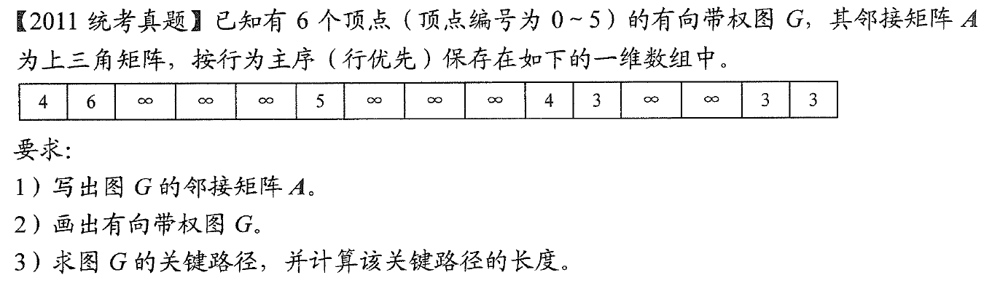 【2011 统考真题】已知有 6 个顶点（顶点编号为 0~5）的有向带权图 G，其邻接矩阵 A
为上三角矩阵，按行为主序（行优先）保存在如下的一维数组中。
4 6 ∞ ∞ ∞ 5 ∞ ∞ ∞ 4 3 ∞ ∞ 3 3
要求：
1）写出图 G 的邻接矩阵 A。
2）画出有向带权图 G。
3）求图 G 的关键路径，并计算该关键路径的长度。